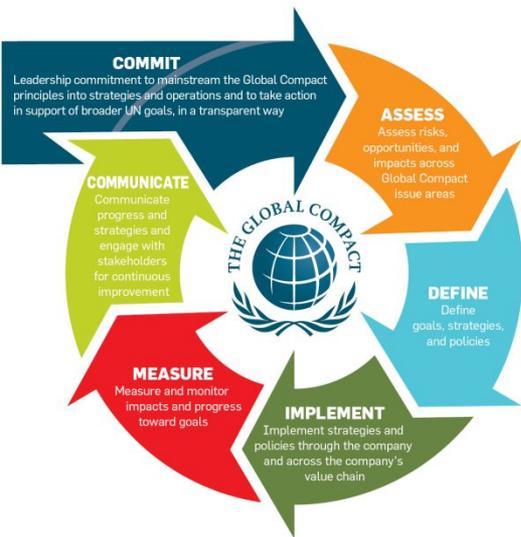 COMMIT
Leadership commitment to mainstream the Global Compact
principles into strategies and operations and to take action
in support of broader UN goals, in a transparent way
ASSESS
Assess risks,
opportunities, and
impacts across
Global Compact
issue areas
DEFINE
Define
goals, strategies,
and policies
IMPLEMENT
Implement strategies and
policies through the company
and across the company's
value chain
MEASURE
Measure and monitor
impacts and progress
toward goals
COMMUNICATE
Communicate
progress and
strategies and
engage with
stakeholders
for continuous
improvement
THE GLOBAL COMPACT